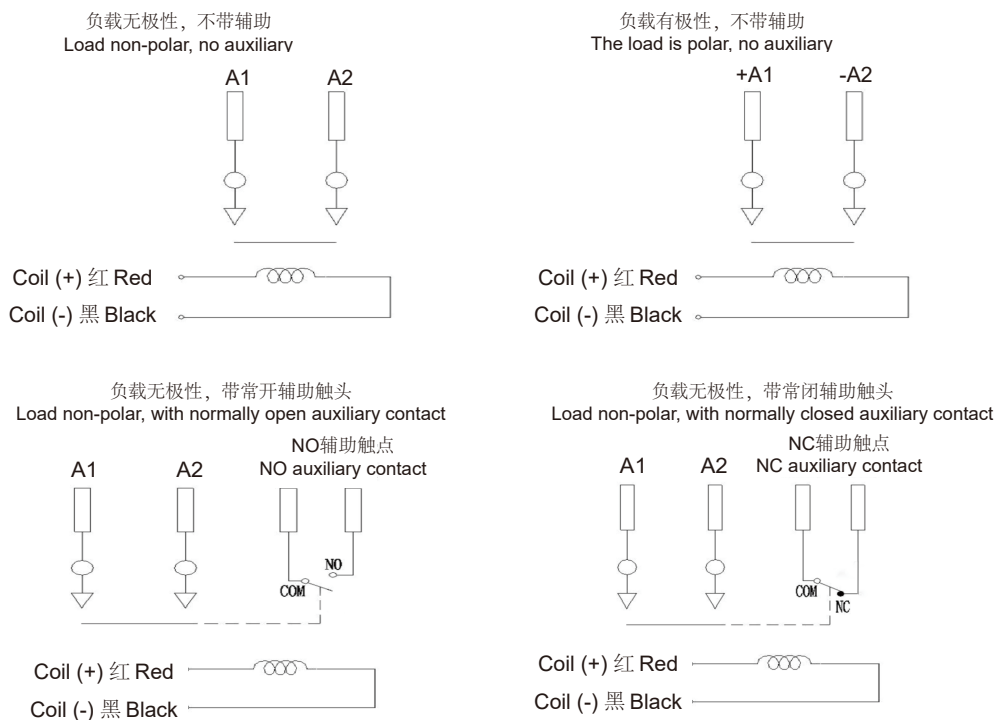 负载无极性，不带辅助
Load non-polar, no auxiliary
A1 A2
Coil (+) 红 Red
Coil (-) 黑 Black
负载有极性，不带辅助
The load is polar, no auxiliary
+A1 -A2
Coil (+) 红 Red
Coil (-) 黑 Black
负载无极性，带常开辅助触头
Load non-polar, with normally open auxiliary contact
NO辅助触点
NO auxiliary contact
A1 A2
NO
COM
Coil (+) 红 Red
Coil (-) 黑 Black
负载无极性，带常闭辅助触头
Load non-polar, with normally closed auxiliary contact
NC辅助触点
NC auxiliary contact
A1 A2
COM
NC
Coil (+) 红 Red
Coil (-) 黑 Black